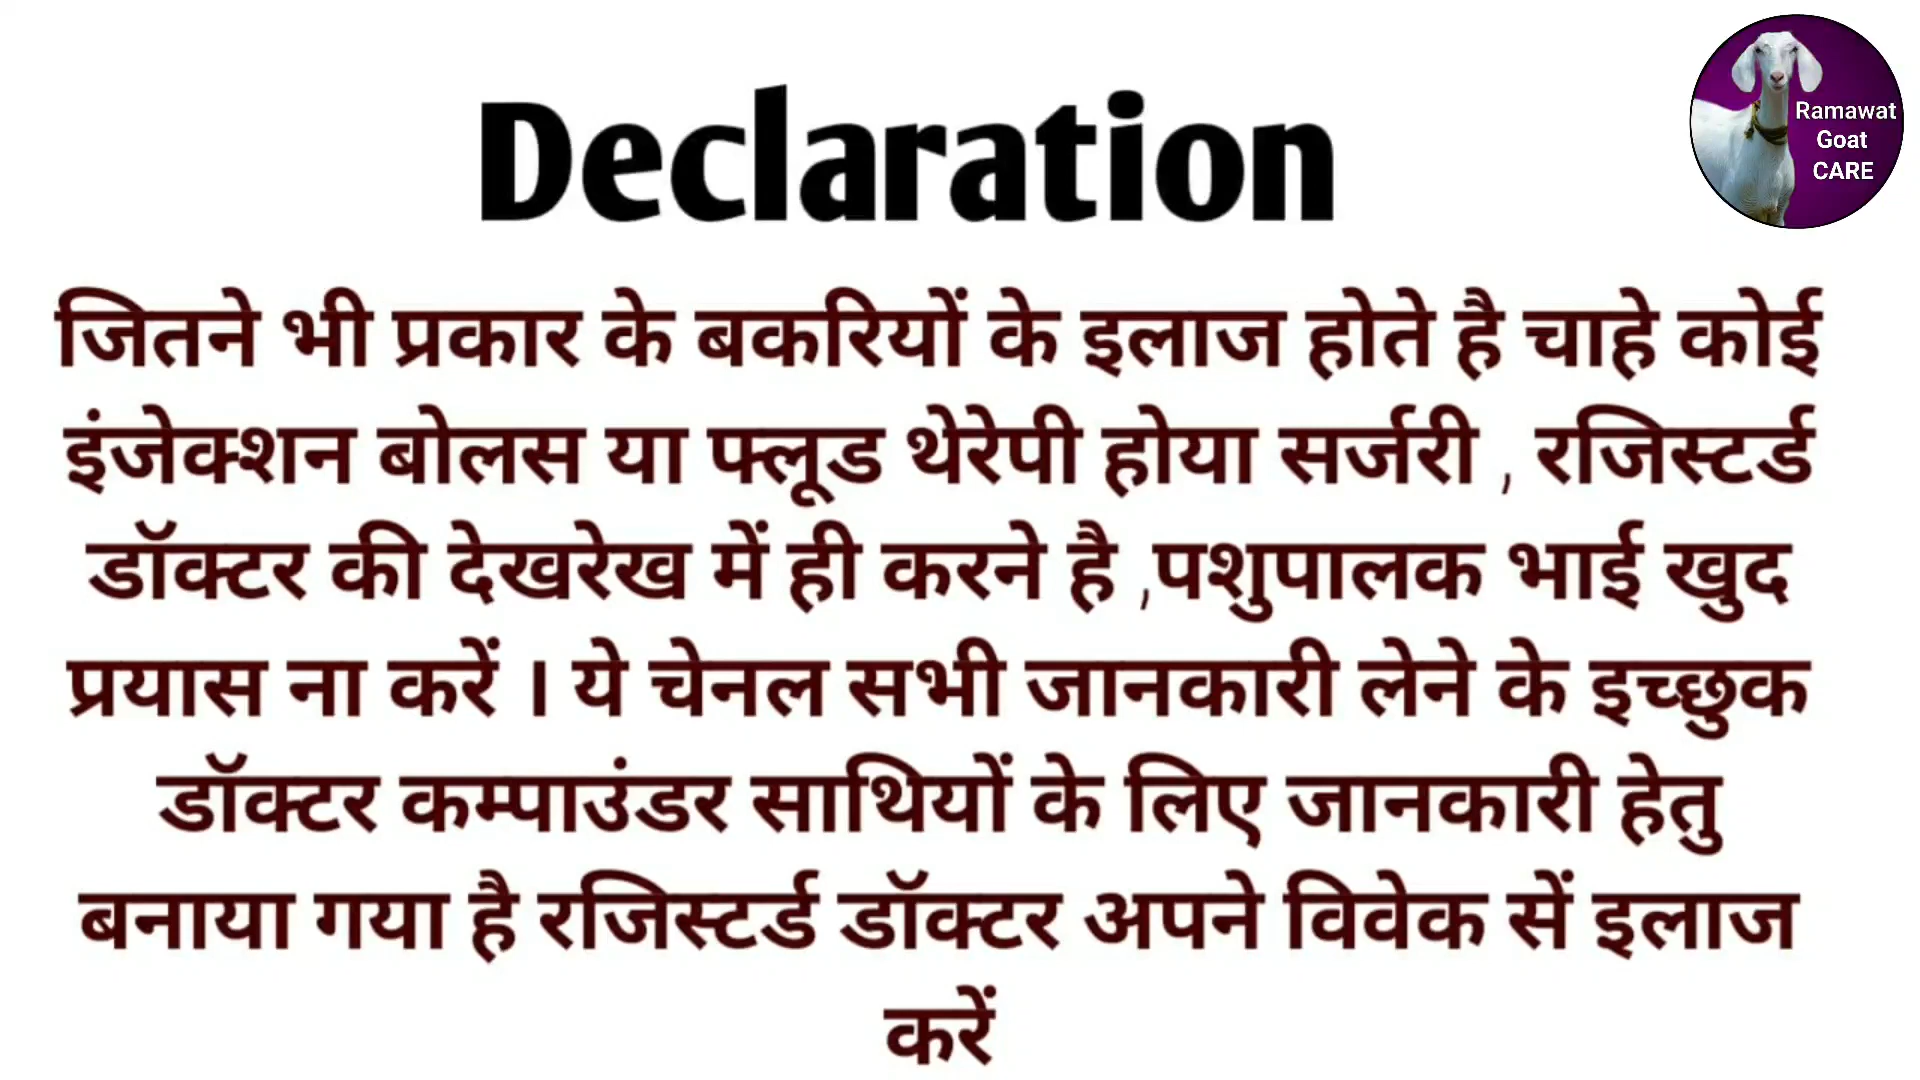 Declaration
Ramawat
Goat
CARE
जितने भी प्रकार के बकरियों के इलाज होते है चाहे कोई
इंजेक्शन बोलस या फ्लूड थेरेपी होया सर्जरी , रजिस्टर्ड
डॉक्टर की देखरेख में ही करने है ,पशुपालक भाई खुद
प्रयास ना करें । ये चेनल सभी जानकारी लेने के इच्छुक
डॉक्टर कम्पाउंडर साथियों के लिए जानकारी हेतु
बनाया गया है रजिस्टर्ड डॉक्टर अपने विवेक सें इलाज
करें